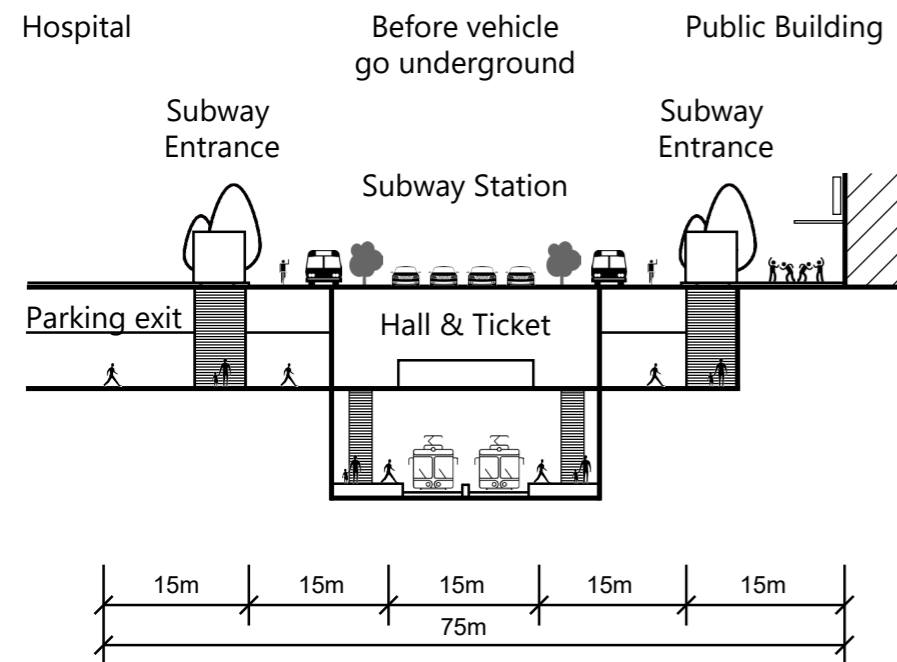 Hospital
Before vehicle
go underground
Public Building
Subway
Entrance
Subway
Entrance
Subway Station
Parking exit
Hall & Ticket
15m
15m
15m
15m
15m
75m